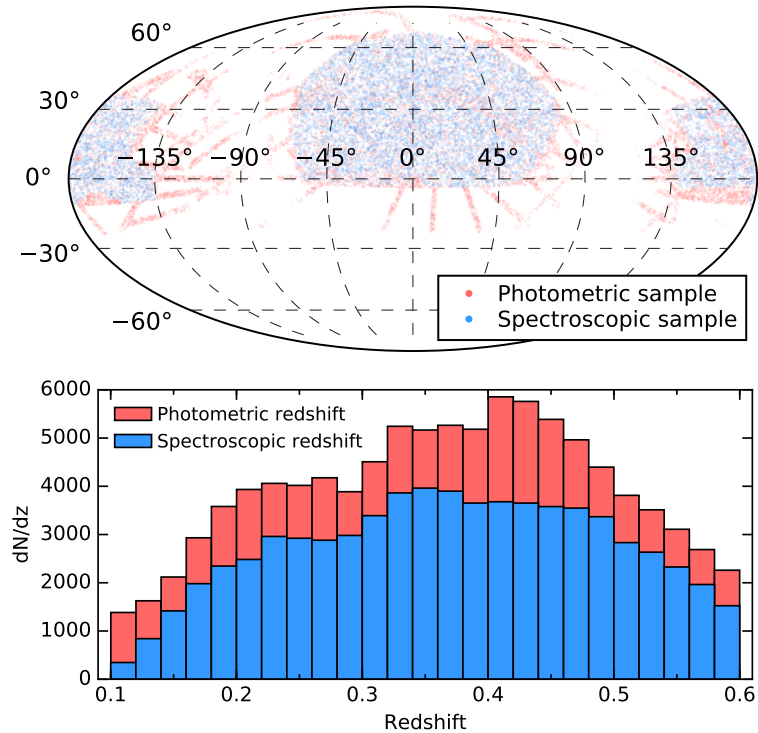 60°
30°
−135° −90° −45° 0° 45° 90° 135°
0°
−30°
−60°
Photometric sample
Spectroscopic sample
6000
5000
4000
3000
2000
1000
0
dN/dz
Photometric redshift
Spectroscopic redshift
0.1 0.2 0.3 0.4 0.5 0.6
Redshift